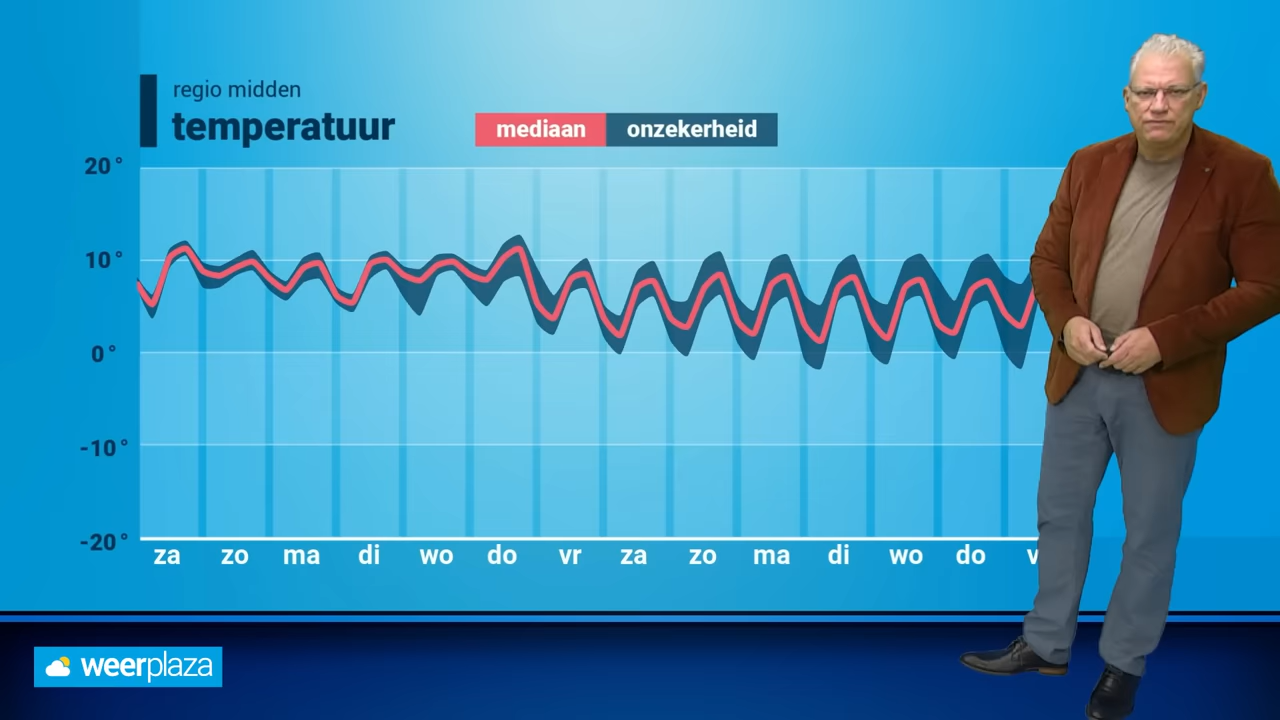 regio midden
temperatuur
mediaan onzekerheid
20°
10°
0°
-10°
-20°
za zo ma di wo do vr za zo ma di wo do v
weerplaza